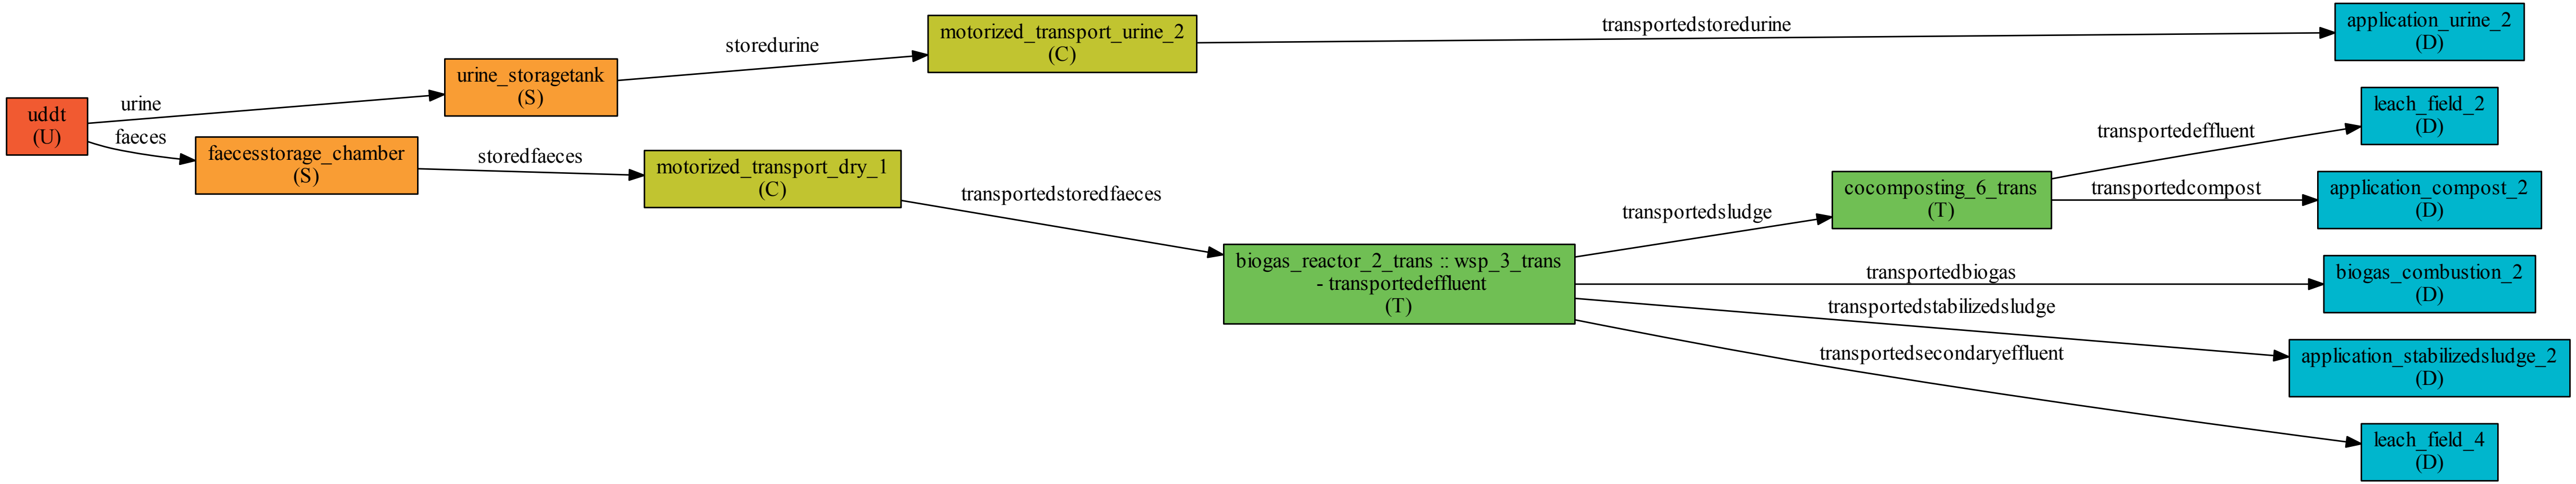 uddt
(U)
urine
faeces
urine_storagetank
(S)
faecesstorage_chamber
(S)
storedurine
storedfaeces
motorized_transport_urine_2
(C)
motorized_transport_dry_1
(C)
transportedstoredurine
transportedstoredfaeces
biogas_reactor_2_trans :: wsp_3_trans
- transportedeffluent
(T)
transportedsludge
transportedbiogas
transportedstabilizedsludge
transportedsecondaryeffluent
cocomposting_6_trans
(T)
transportedeffluent
transportedcompost
application_urine_2
(D)
leach_field_2
(D)
application_compost_2
(D)
biogas_combustion_2
(D)
application_stabilizedsludge_2
(D)
leach_field_4
(D)